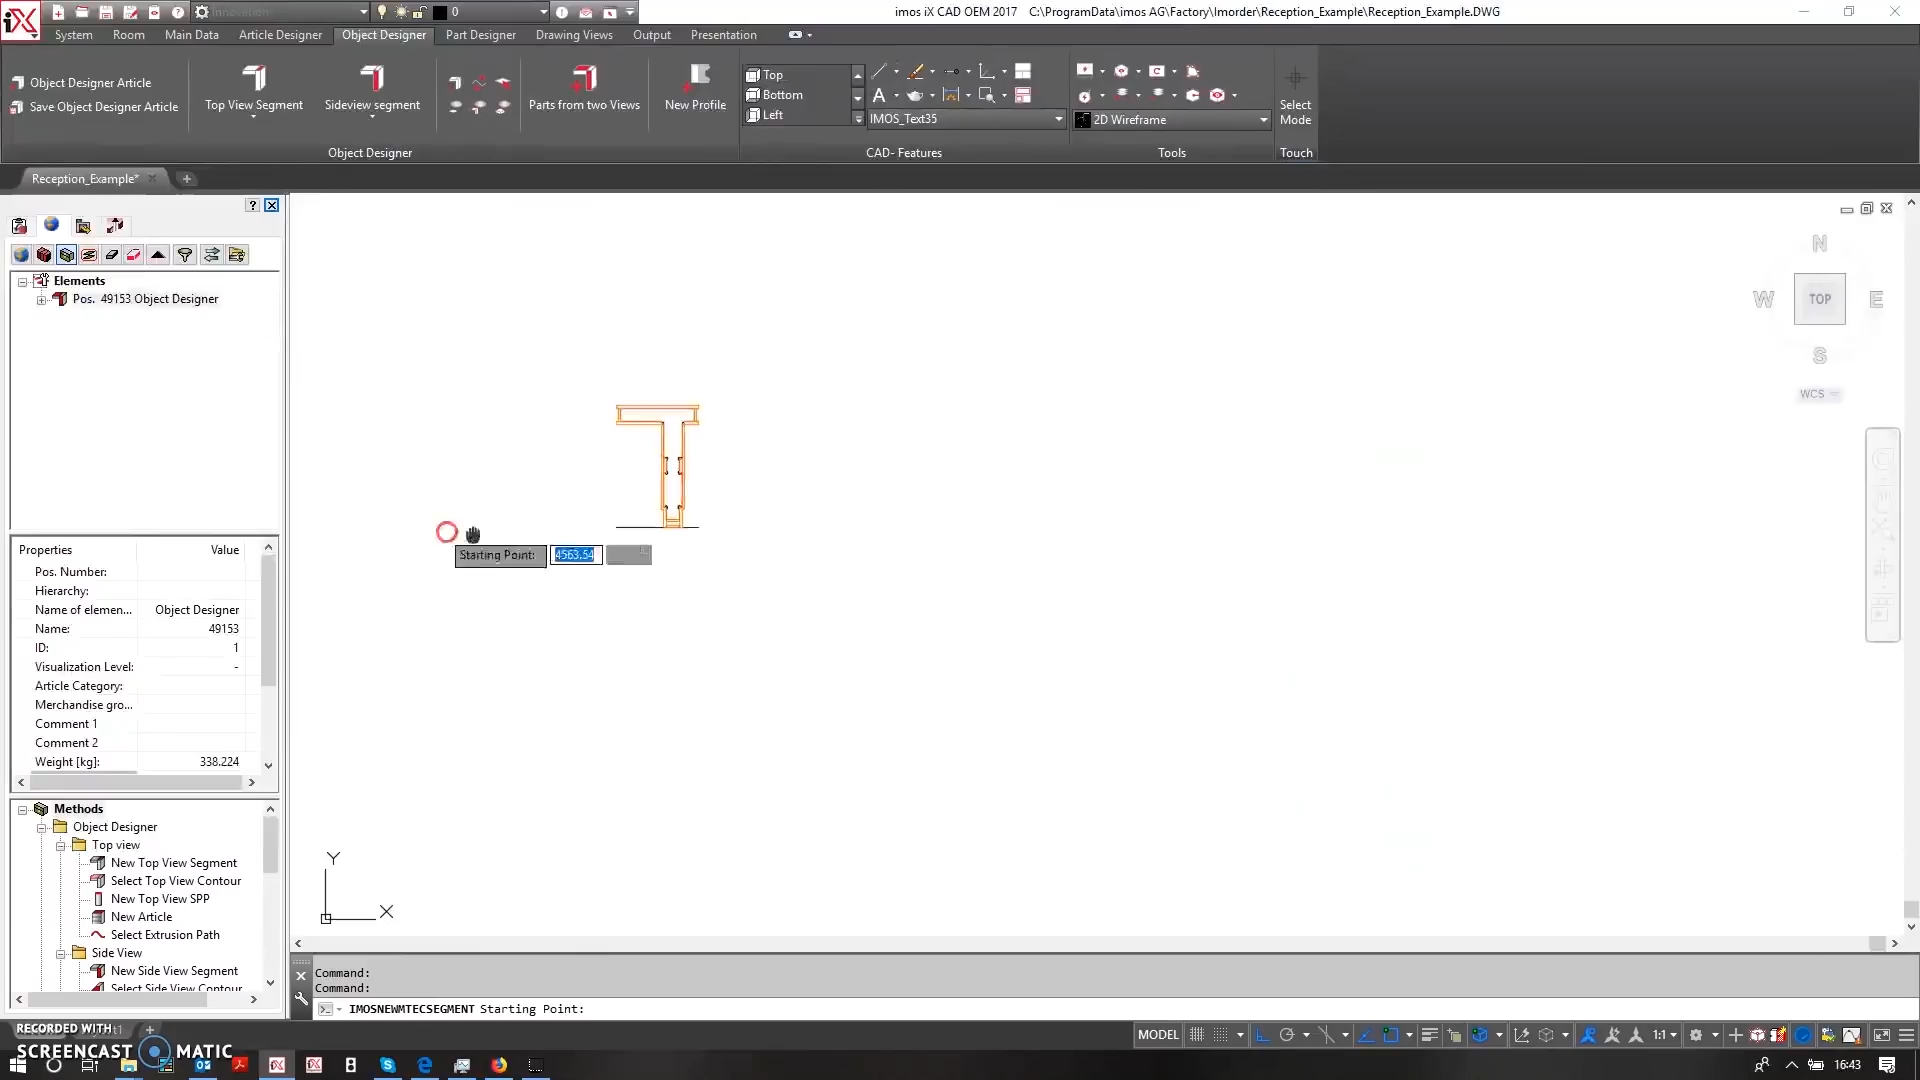 iX
Innovation
0
imos iX CAD OEM 2017 C:\ProgramData\imos AG\Factory\Imorder\Reception_Example\Reception_Example.DWG
System Room Main Data Article Designer Object Designer Part Designer Drawing Views Output Presentation
Object Designer Article
Save Object Designer Article
Top View Segment
Sideview segment
Parts from two Views
New Profile
Top
Bottom
Left
A
IMOS_Text35
2D Wireframe
Select
Mode
Object Designer
CAD- Features
Tools
Touch
Reception_Example*
Elements
Pos. 49153 Object Designer
N
W TOP E
S
WCS
Starting Point: 4563.54
Properties Value
Pos. Number:
Hierarchy:
Name of elemen... Object Designer
Name: 49153
ID: 1
Visualization Level: -
Article Category:
Merchandise gro...
Comment 1
Comment 2
Weight [kg]: 338.224
Methods
Object Designer
Top view
New Top View Segment
Select Top View Contour
New Top View SPP
New Article
Select Extrusion Path
Side View
New Side View Segment
Select Side View Contour
Y
X
Command:
Command:
IMOSNEWMTECSEGMENT Starting Point:
RECORDED WITH
SCREENCAST MATIC
MODEL
1:1
16:43